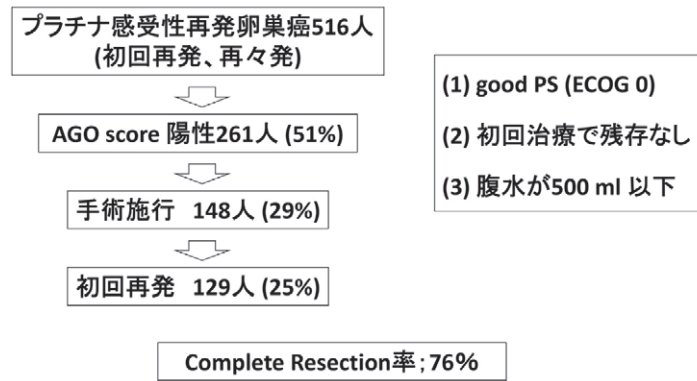 プラチナ感受性再発卵巣癌516人
(初回再発、再々発)
AGO score 陽性261人 (51%)
手術施行 148人 (29%)
初回再発 129人 (25%)
(1) good PS (ECOG 0)
(2) 初回治療で残存なし
(3) 腹水が500 ml 以下
Complete Resection率；76%